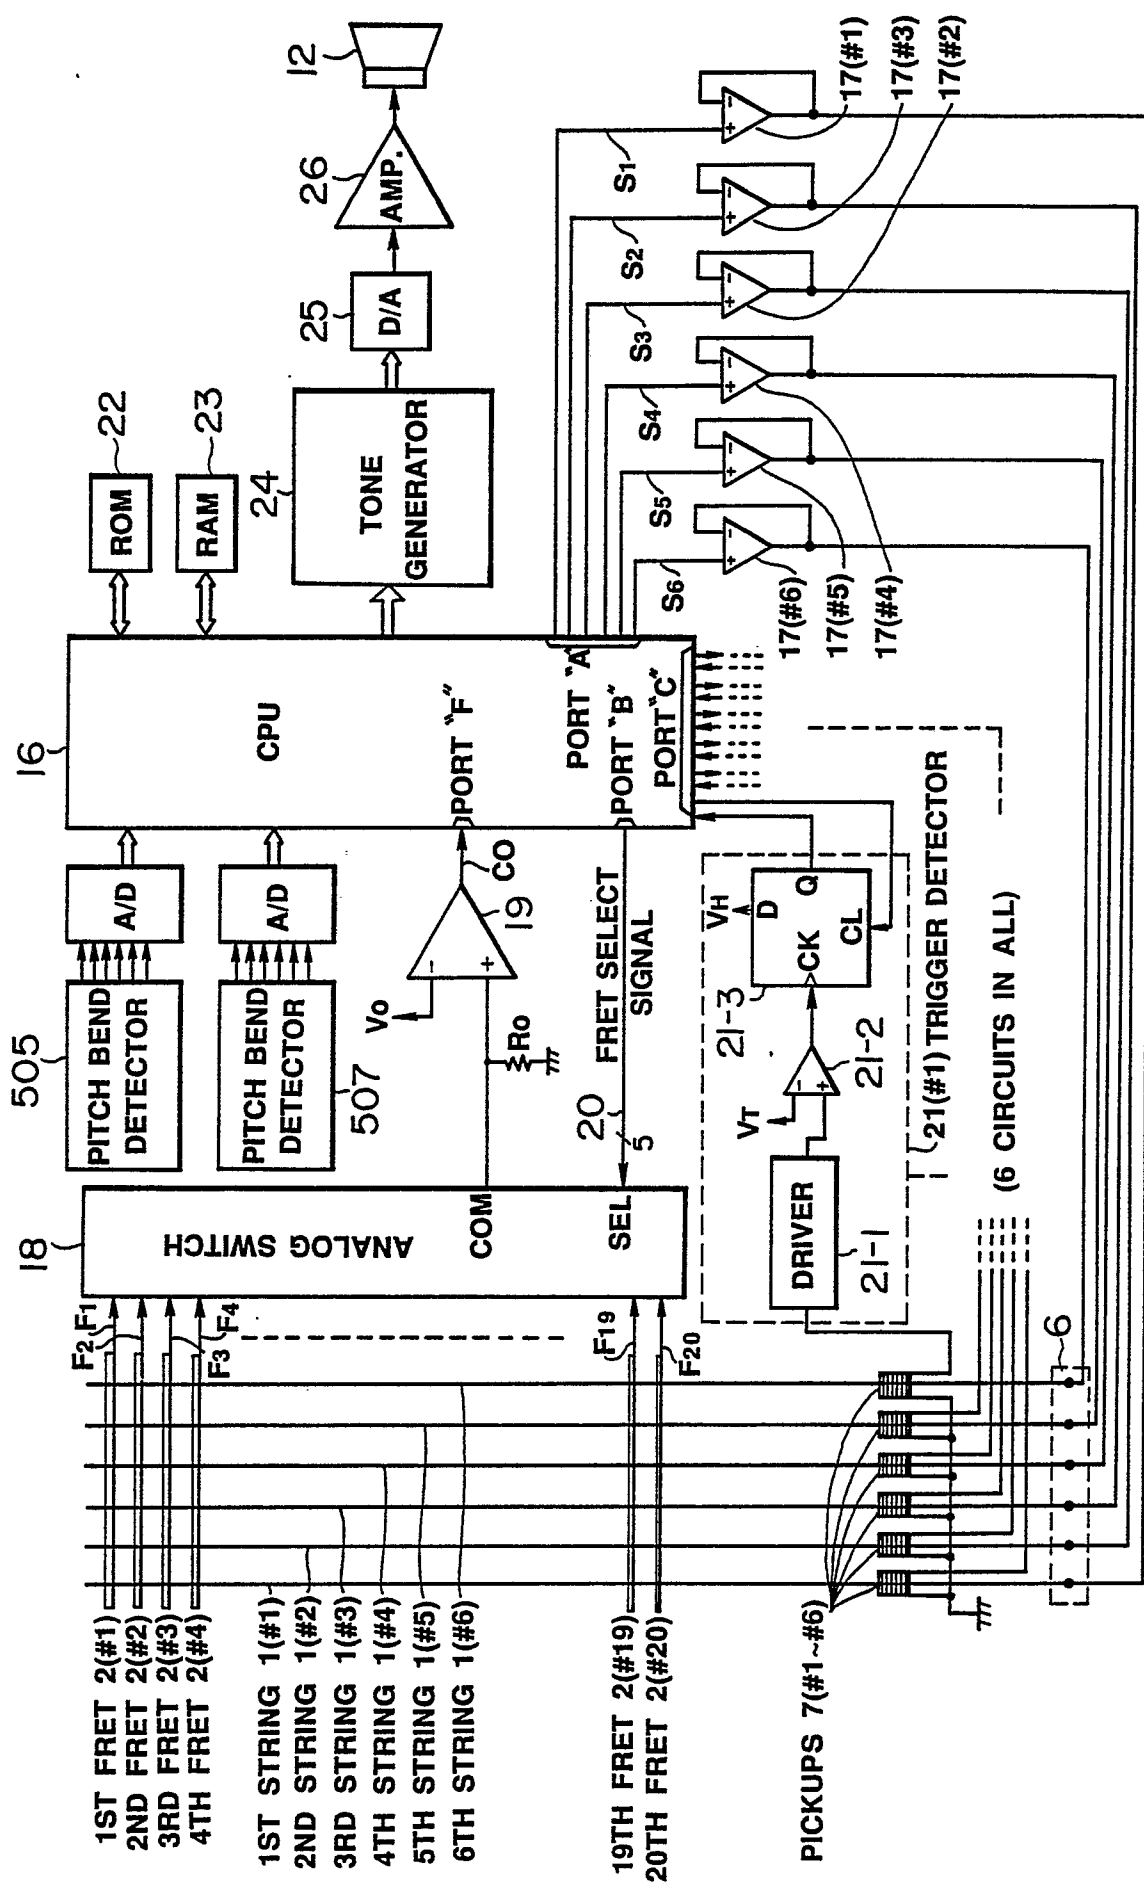 1ST FRET 2(#1)
2ND FRET 2(#2)
3RD FRET 2(#3)
4TH FRET 2(#4)
1ST STRING 1(#1)
2ND STRING 1(#2)
3RD STRING 1(#3)
4TH STRING 1(#4)
5TH STRING 1(#5)
6TH STRING 1(#6)
19TH FRET 2(#19)
20TH FRET 2(#20)
PICKUPS 7(#1~#6)
F1
F2
F3
F4
F19
F20
6
18
ANALOG SWITCH
COM
SEL
505
PITCH BEND
DETECTOR
A/D
507
PITCH BEND
DETECTOR
A/D
Vo
-
+
19
CO
Ro
20
5
FRET SELECT
SIGNAL
21-1
DRIVER
VT
-
+
21-2
21-3
VH
D
CK
Q
CL
21(#1) TRIGGER DETECTOR
(6 CIRCUITS IN ALL)
16
CPU
PORT "F"
PORT "A"
PORT "B"
PORT "C"
ROM
22
RAM
23
24
TONE
GENERATOR
25
D/A
26
AMP.
12
S1
S2
S3
S4
S5
S6
+ -
+ -
+ -
+ -
+ -
+ -
17(#1)
17(#3)
17(#2)
17(#6)
17(#5)
17(#4)